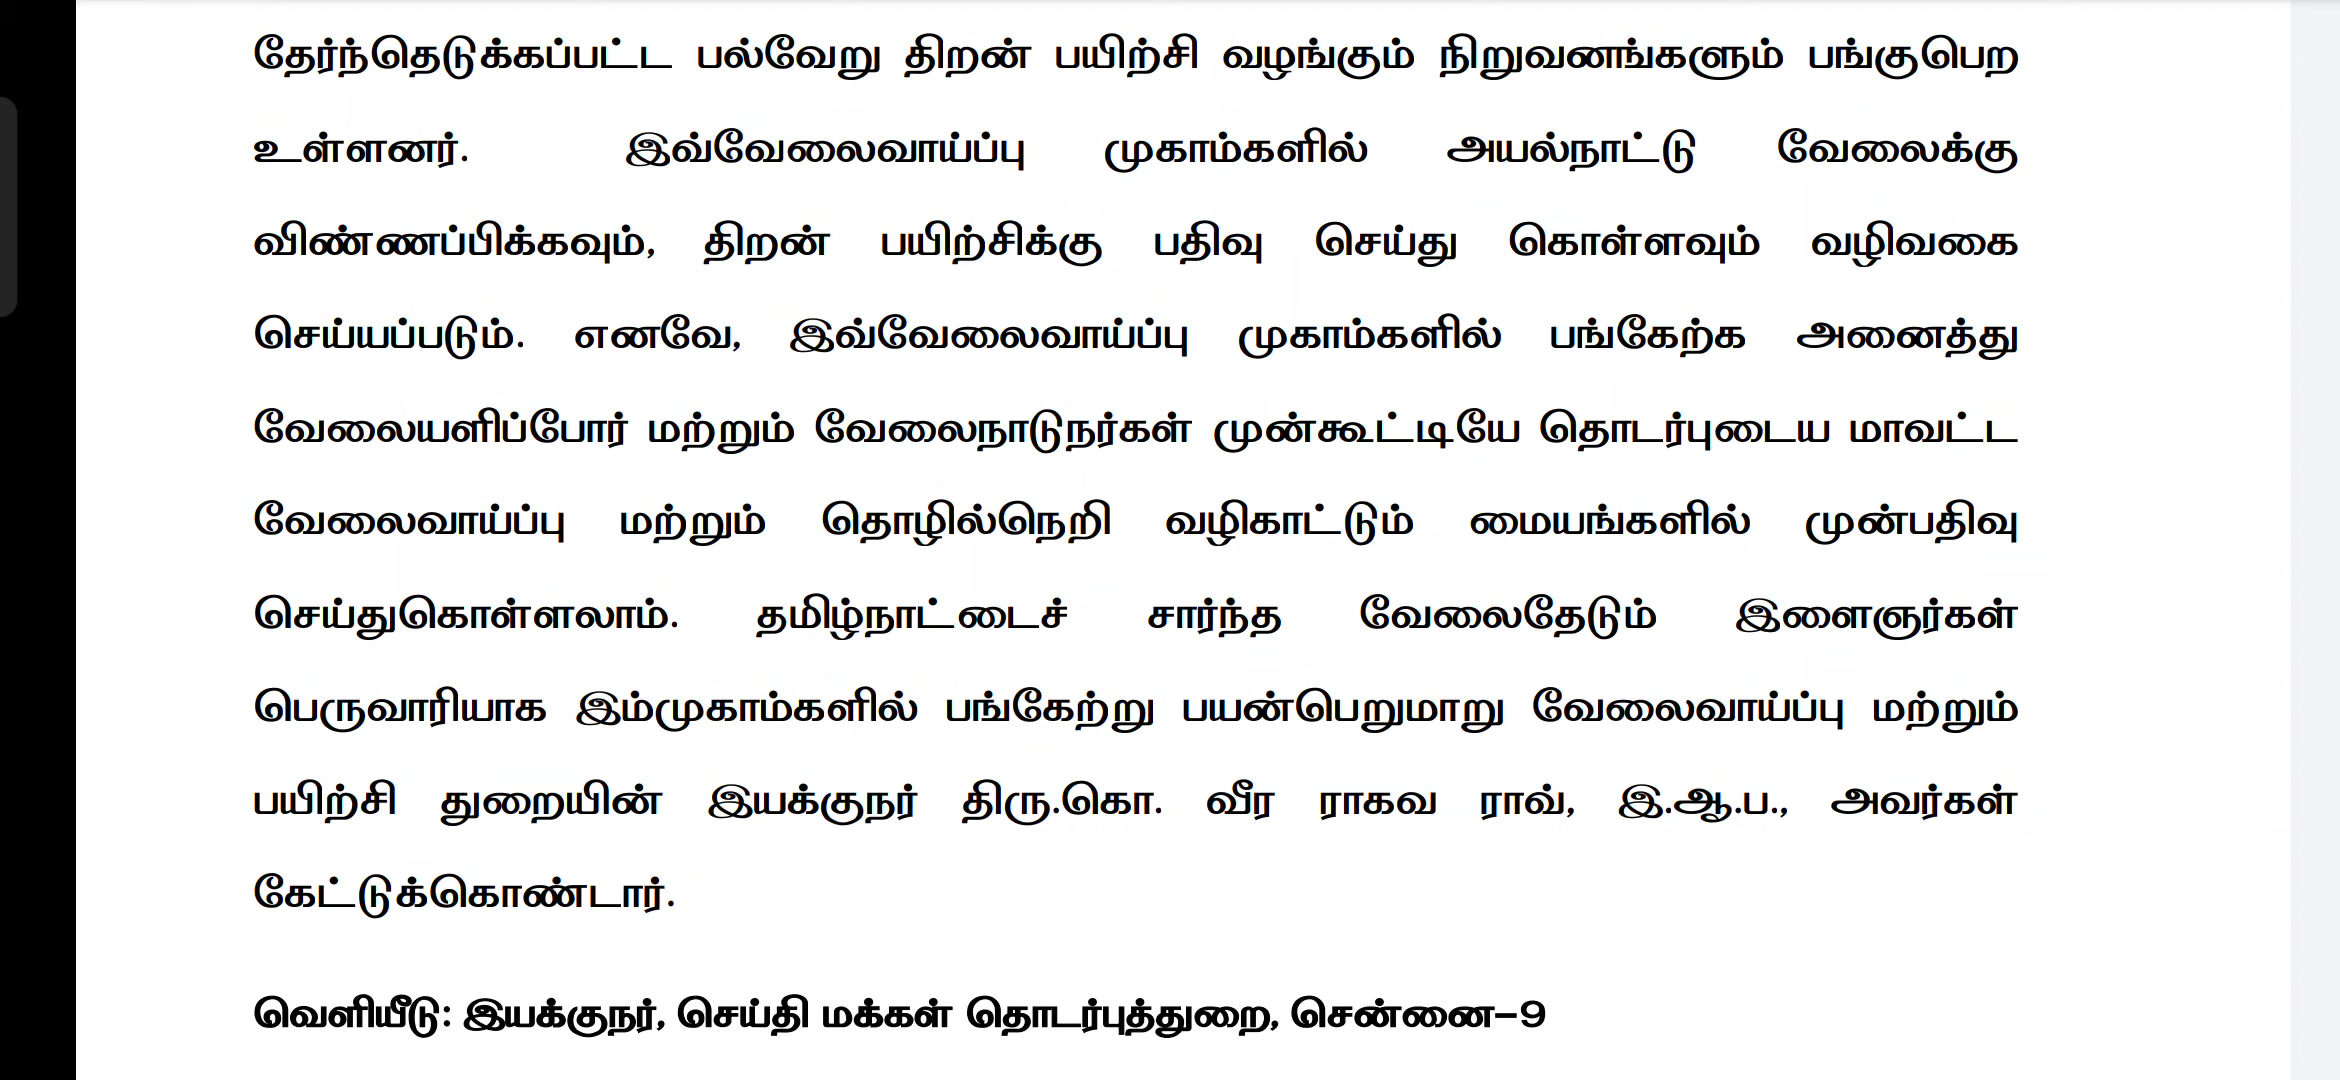 தேர்ந்தெடுக்கப்பட்ட பல்வேறு திறன் பயிற்சி வழங்கும் நிறுவனங்களும் பங்குபெற
உள்ளனர். இவ்வேலைவாய்ப்பு முகாம்களில் அயல்நாட்டு வேலைக்கு
விண்ணப்பிக்கவும், திறன் பயிற்சிக்கு பதிவு செய்து கொள்ளவும் வழிவகை
செய்யப்படும். எனவே, இவ்வேலைவாய்ப்பு முகாம்களில் பங்கேற்க அனைத்து
வேலையளிப்போர் மற்றும் வேலைநாடுநர்கள் முன்கூட்டியே தொடர்புடைய மாவட்ட
வேலைவாய்ப்பு மற்றும் தொழில்நெறி வழிகாட்டும் மையங்களில் முன்பதிவு
செய்துகொள்ளலாம். தமிழ்நாட்டைச் சார்ந்த வேலைதேடும் இளைஞர்கள்
பெருவாரியாக இம்முகாம்களில் பங்கேற்று பயன்பெறுமாறு வேலைவாய்ப்பு மற்றும்
பயிற்சி துறையின் இயக்குநர் திரு.கொ. வீர ராகவ ராவ், இ.ஆ.ப., அவர்கள்
கேட்டுக்கொண்டார்.
வெளியீடு: இயக்குநர், செய்தி மக்கள் தொடர்புத்துறை, சென்னை-9